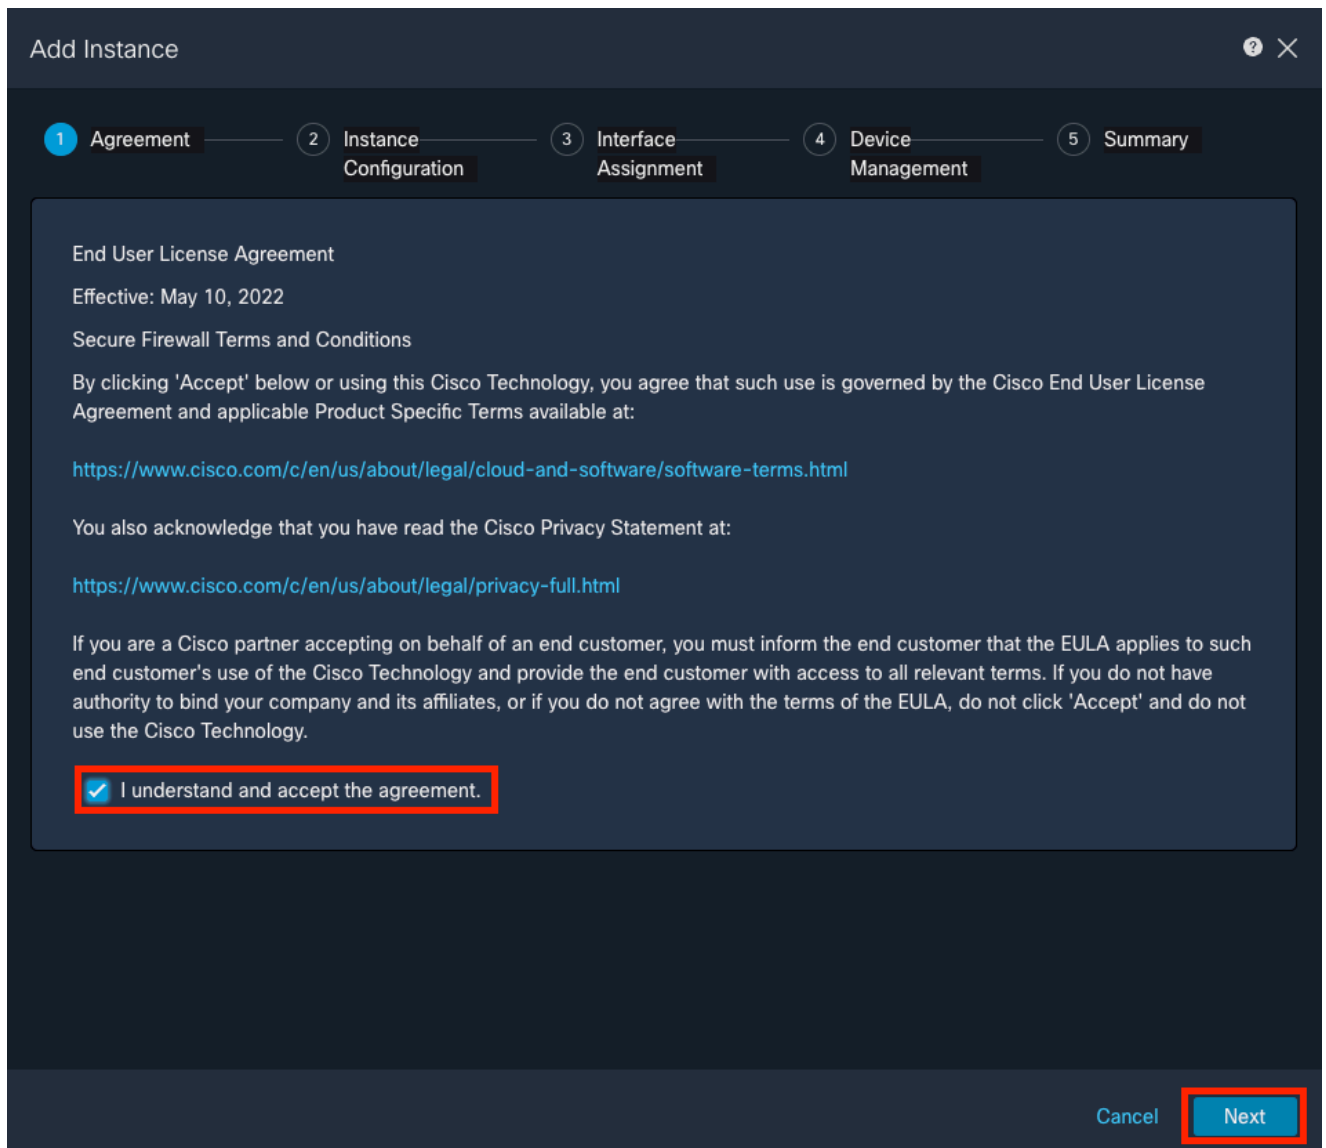 Add Instance
1 Agreement 2 Instance Configuration 3 Interface Assignment 4 Device Management 5 Summary
End User License Agreement
Effective: May 10, 2022
Secure Firewall Terms and Conditions
By clicking 'Accept' below or using this Cisco Technology, you agree that such use is governed by the Cisco End User License
Agreement and applicable Product Specific Terms available at:
https://www.cisco.com/c/en/us/about/legal/cloud-and-software/software-terms.html
You also acknowledge that you have read the Cisco Privacy Statement at:
https://www.cisco.com/c/en/us/about/legal/privacy-full.html
If you are a Cisco partner accepting on behalf of an end customer, you must inform the end customer that the EULA applies to such
end customer's use of the Cisco Technology and provide the end customer with access to all relevant terms. If you do not have
authority to bind your company and its affiliates, or if you do not agree with the terms of the EULA, do not click 'Accept' and do not
use the Cisco Technology.
I understand and accept the agreement.
Cancel Next